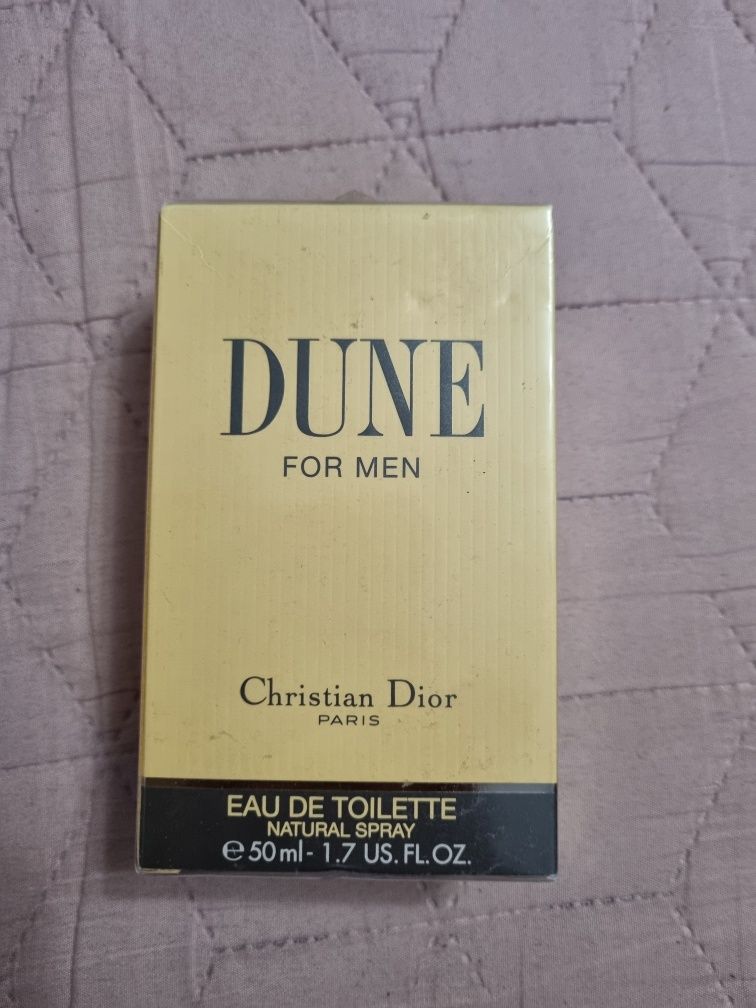 DUNE
FOR MEN
Christian Dior
PARIS
EAU DE TOILETTE
NATURAL SPRAY
℮ 50 ml - 1.7 US. FL. OZ.